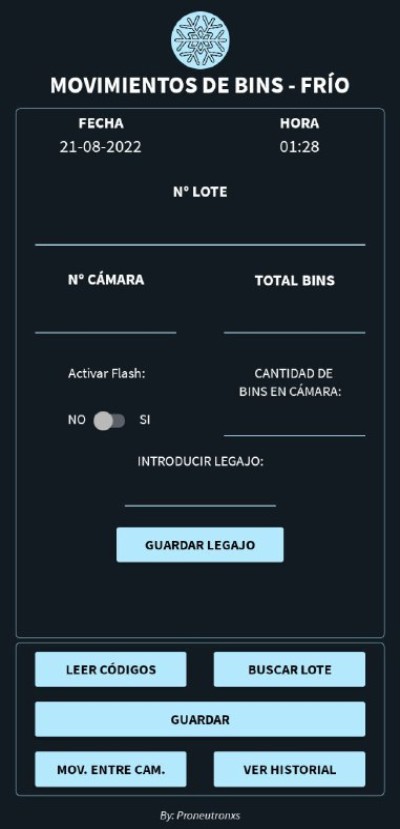 MOVIMIENTOS DE BINS - FRÍO
FECHA HORA
21-08-2022 01:28
N° LOTE
N° CÁMARA TOTAL BINS
Activar Flash: CANTIDAD DE
BINS EN CÁMARA:
NO SI
INTRODUCIR LEGAJO:
GUARDAR LEGAJO
LEER CÓDIGOS BUSCAR LOTE
GUARDAR
MOV. ENTRE CAM. VER HISTORIAL
By: Proneutronxs